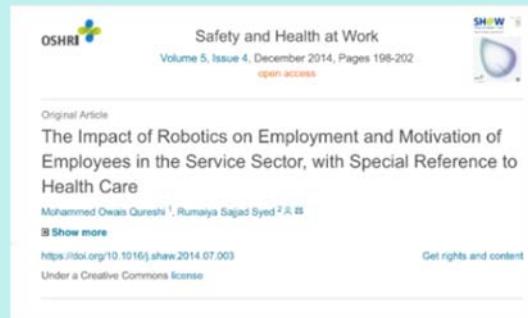 OSHRI
SH@W
Safety and Health at Work
Volume 5, Issue 4, December 2014, Pages 198-202
open access
Original Article
The Impact of Robotics on Employment and Motivation of
Employees in the Service Sector, with Special Reference to
Health Care
Mohammed Owais Qureshi 1, Rumaiya Sajjad Syed 2
Show more
https://doi.org/10.1016/j.shaw.2014.07.003
Get rights and content
Under a Creative Commons license